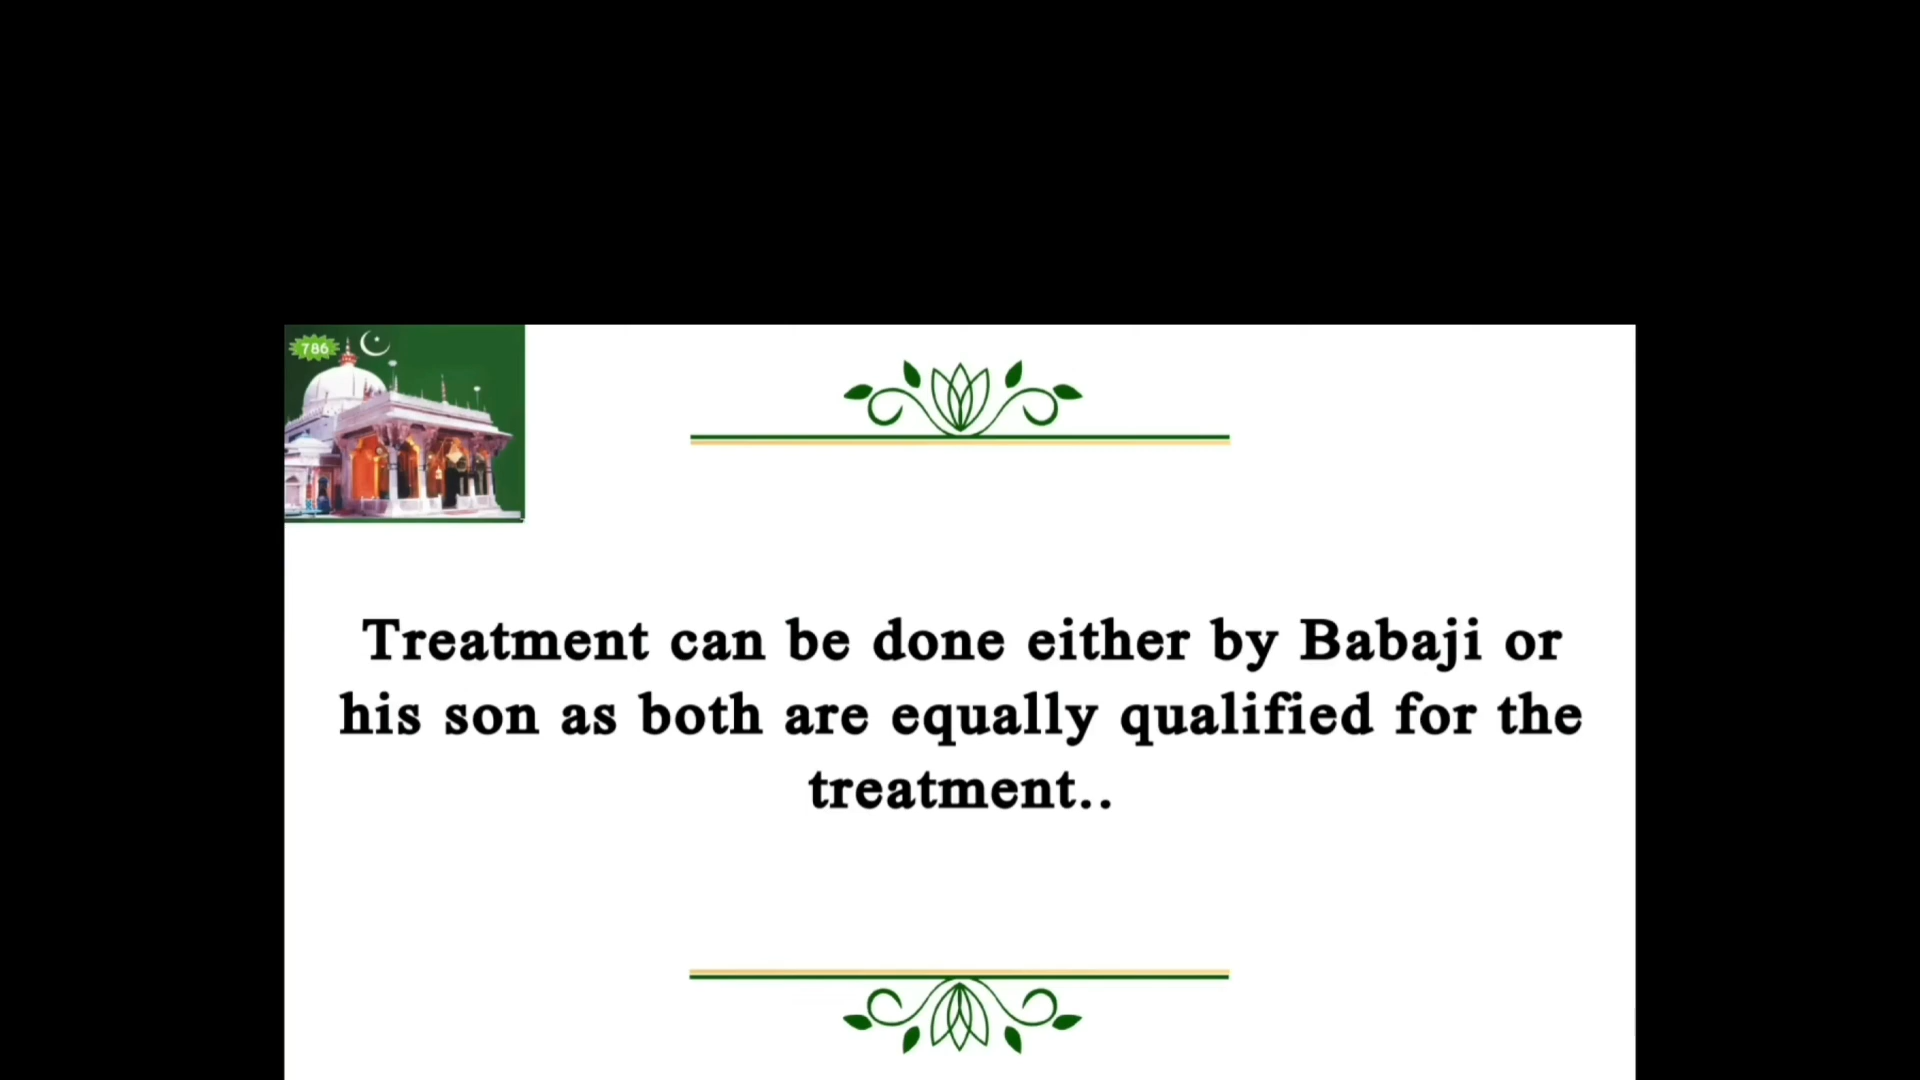 786
Treatment can be done either by Babaji or
his son as both are equally qualified for the
treatment..